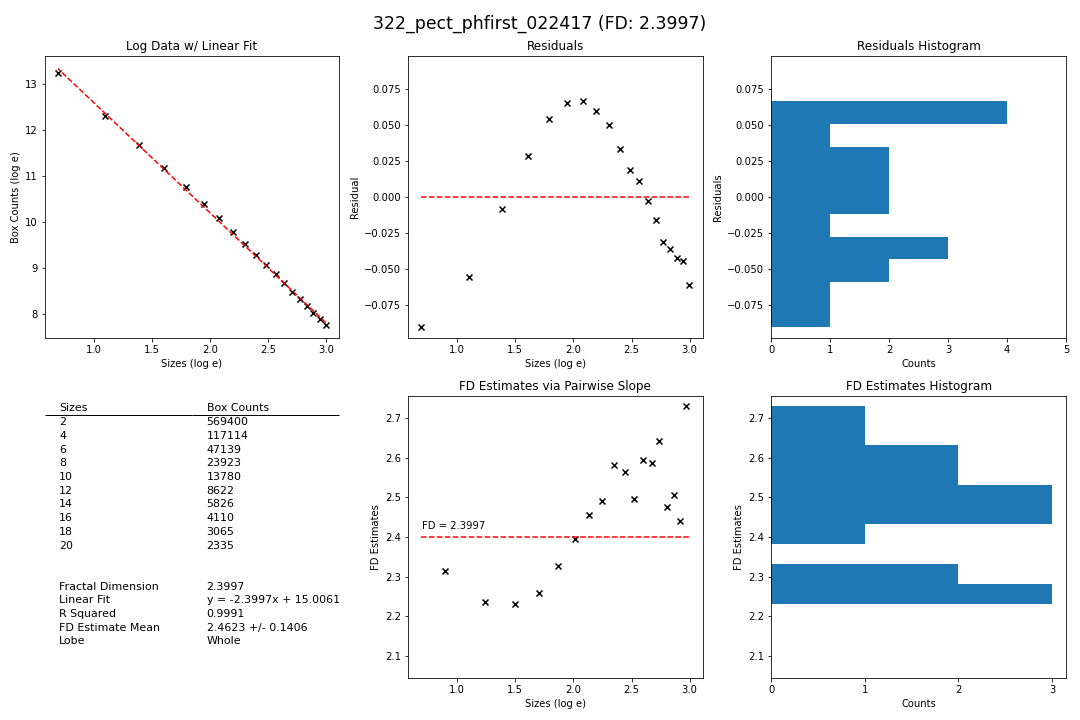 322_pect_phfirst_022417 (FD: 2.3997)
Log Data w/ Linear Fit
13
12
11
10
9
8
Box Counts (log e)
1.0 1.5 2.0 2.5 3.0
Sizes (log e)
Residuals
0.075
0.050
0.025
0.000
−0.025
−0.050
−0.075
Residual
1.0 1.5 2.0 2.5 3.0
Sizes (log e)
Residuals Histogram
0.075
0.050
0.025
0.000
−0.025
−0.050
−0.075
Residuals
0 1 2 3 4 5
Counts
Sizes Box Counts
2 569400
4 117114
6 47139
8 23923
10 13780
12 8622
14 5826
16 4110
18 3065
20 2335
Fractal Dimension 2.3997
Linear Fit y = -2.3997x + 15.0061
R Squared 0.9991
FD Estimate Mean 2.4623 +/- 0.1406
Lobe Whole
FD Estimates via Pairwise Slope
2.7
2.6
2.5
2.4
2.3
2.2
2.1
FD Estimates
FD = 2.3997
1.0 1.5 2.0 2.5 3.0
Sizes (log e)
FD Estimates Histogram
2.7
2.6
2.5
2.4
2.3
2.2
2.1
FD Estimates
0 1 2 3
Counts